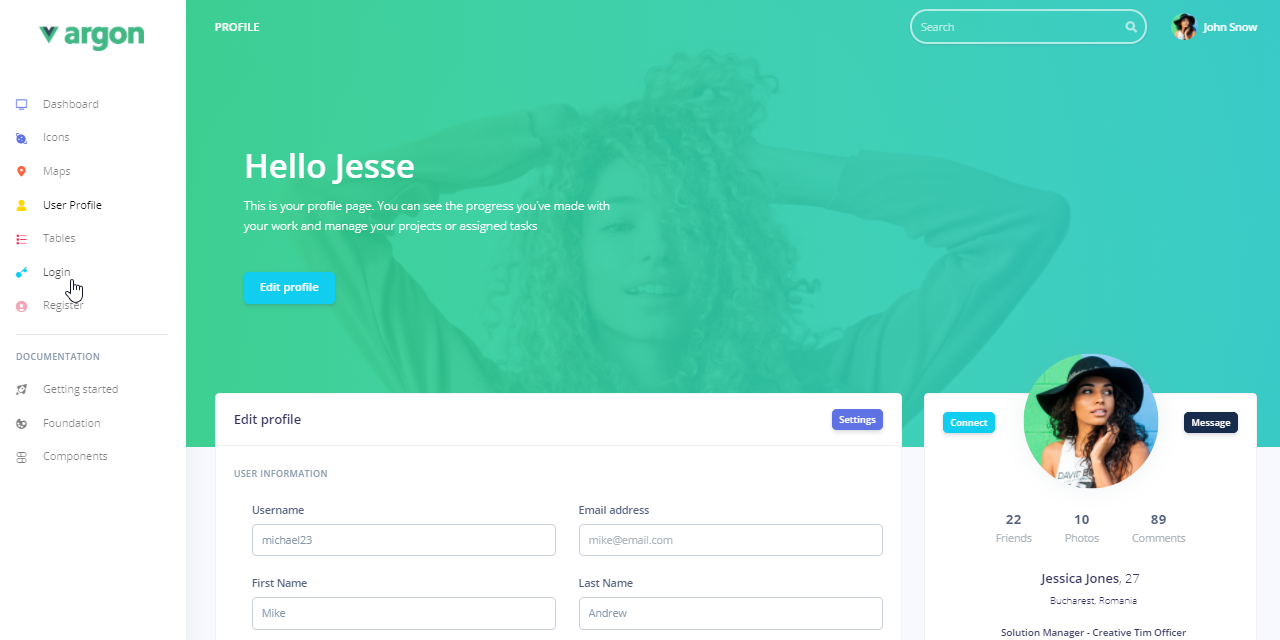 argon
Dashboard
Icons
Maps
User Profile
Tables
Login
Register
DOCUMENTATION
Getting started
Foundation
Components
PROFILE
Search
John Snow
Hello Jesse
This is your profile page. You can see the progress you've made with
your work and manage your projects or assigned tasks
Edit profile
Edit profile
Settings
USER INFORMATION
Username
Email address
michael23
mike@email.com
First Name
Last Name
Mike
Andrew
Connect
Message
DAVID BO
22
10
89
Friends
Photos
Comments
Jessica Jones, 27
Bucharest, Romania
Solution Manager - Creative Tim Officer